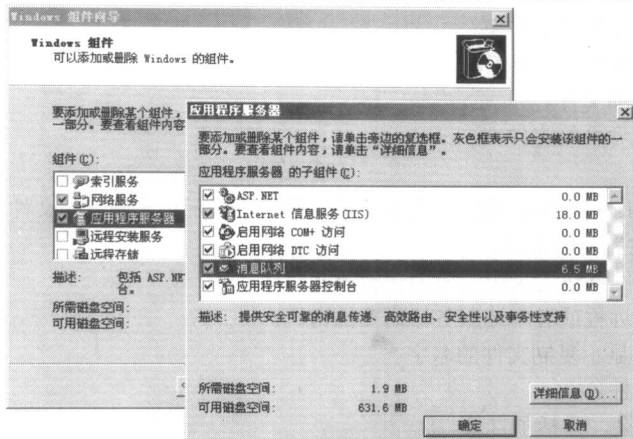 Windows 组件向导
Windows 组件
可以添加或删除 Windows 的组件。
要添加或删除某个组件,
一部分。要查看组件内容
组件(C):
索引服务
网络服务
应用程序服务器
远程安装服务
远程存储
描述: 包括 ASP.NE
台。
所需磁盘空间:
可用磁盘空间:
应用程序服务器
要添加或删除某个组件,请单击旁边的复选框。灰色框表示只会安装该组件的一
部分。要查看组件内容,请单击“详细信息”。
应用程序服务器 的子组件(C):
ASP.NET 0.0 MB
Internet 信息服务(IIS) 18.0 MB
启用网络 COM+ 访问 0.0 MB
启用网络 DTC 访问 0.0 MB
消息队列 6.5 MB
应用程序服务器控制台 0.0 MB
描述: 提供安全可靠的消息传递、高效路由、安全性以及事务性支持
所需磁盘空间: 1.9 MB
可用磁盘空间: 631.6 MB
详细信息(D)...
确定
取消